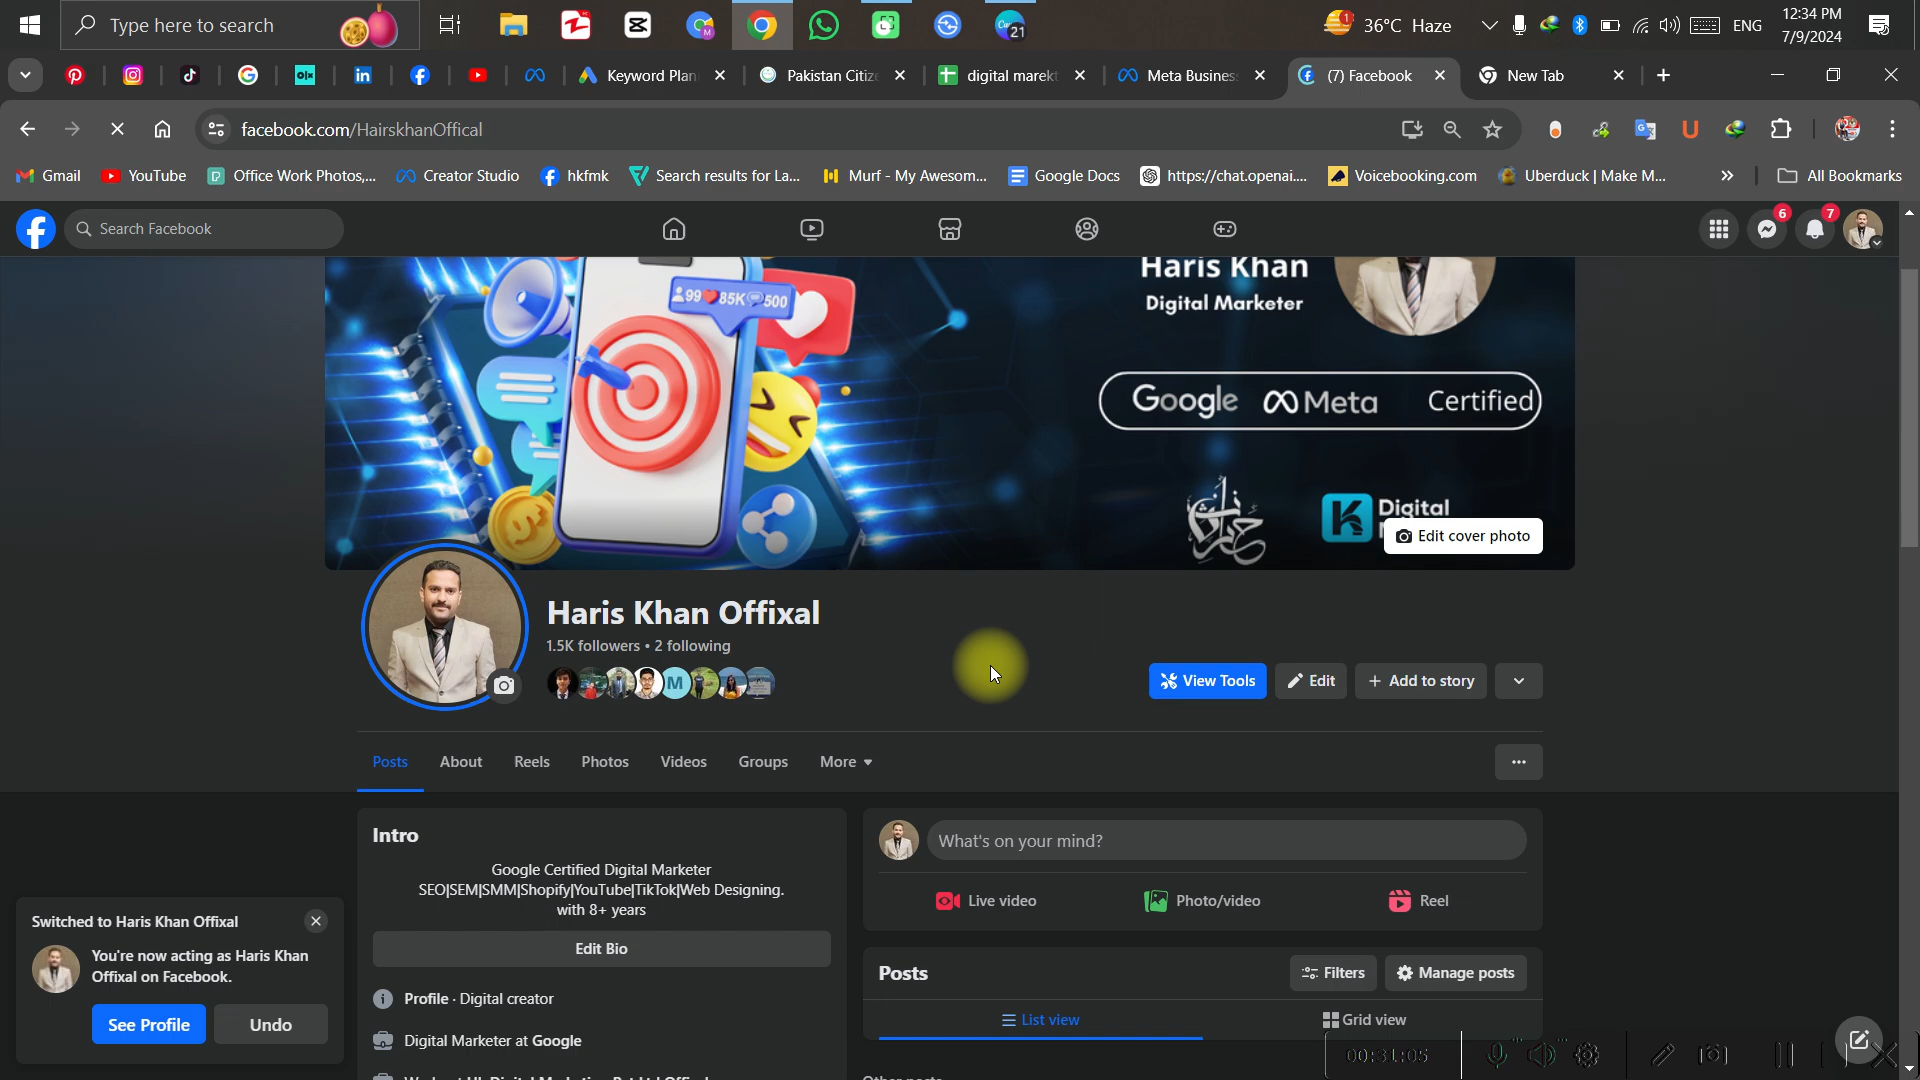 Type here to search
36°C Haze
ENG
12:34 PM
7/9/2024
21
Keyword Plan
Pakistan Citize
digital marekt
Meta Business
(7) Facebook
New Tab
facebook.com/HairskhanOffical
Gmail
YouTube
Office Work Photos,...
Creator Studio
hkfmk
Search results for La...
Murf - My Awesom...
Google Docs
https://chat.openai....
Voicebooking.com
Uberduck | Make M...
All Bookmarks
Search Facebook
6
7
Haris Khan
Digital Marketer
99 85K 500
Google Meta Certified
Digital
Edit cover photo
Haris Khan Offixal
1.5K followers • 2 following
M
View Tools
Edit
Add to story
Posts
About
Reels
Photos
Videos
Groups
More
Intro
Google Certified Digital Marketer
SEO|SEM|SMM|Shopify|YouTube|TikTok|Web Designing.
with 8+ years
Edit Bio
Profile · Digital creator
Digital Marketer at Google
What's on your mind?
Live video
Photo/video
Reel
Posts
Filters
Manage posts
List view
Grid view
Switched to Haris Khan Offixal
You're now acting as Haris Khan
Offixal on Facebook.
See Profile
Undo
00:31:05